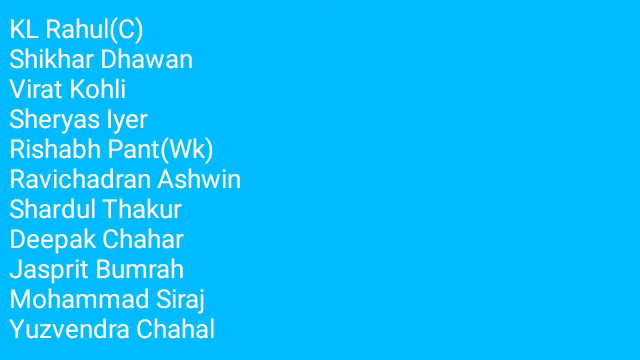 KL Rahul(C)
Shikhar Dhawan
Virat Kohli
Sheryas Iyer
Rishabh Pant(Wk)
Ravichadran Ashwin
Shardul Thakur
Deepak Chahar
Jasprit Bumrah
Mohammad Siraj
Yuzvendra Chahal